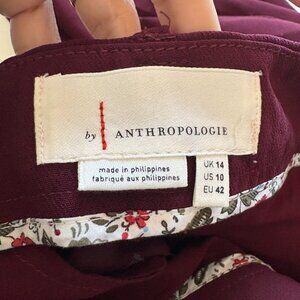 by ANTHROPOLOGIE
made in philippines
fabriqué aux philippines
UK 14
US 10
EU 42